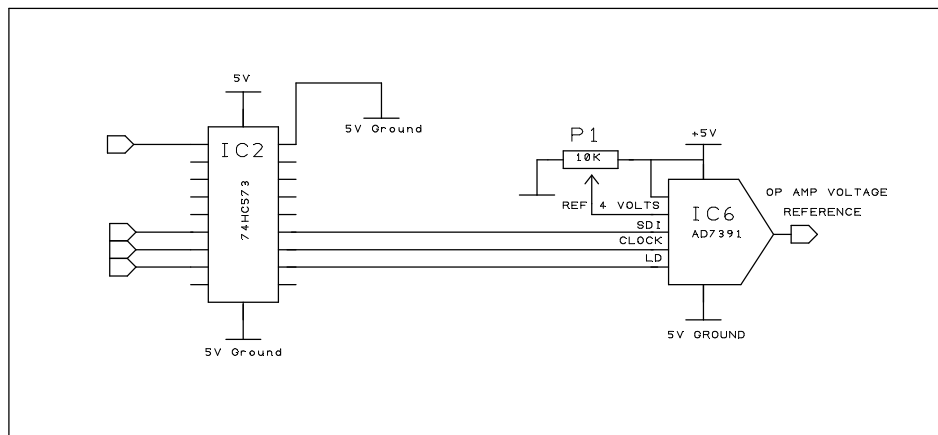 5V
5V Ground
IC2
74HC573
5V Ground
P1
10K
+5V
REF 4 VOLTS
SDI
CLOCK
LD
IC6
AD7391
OP AMP VOLTAGE
REFERENCE
5V GROUND